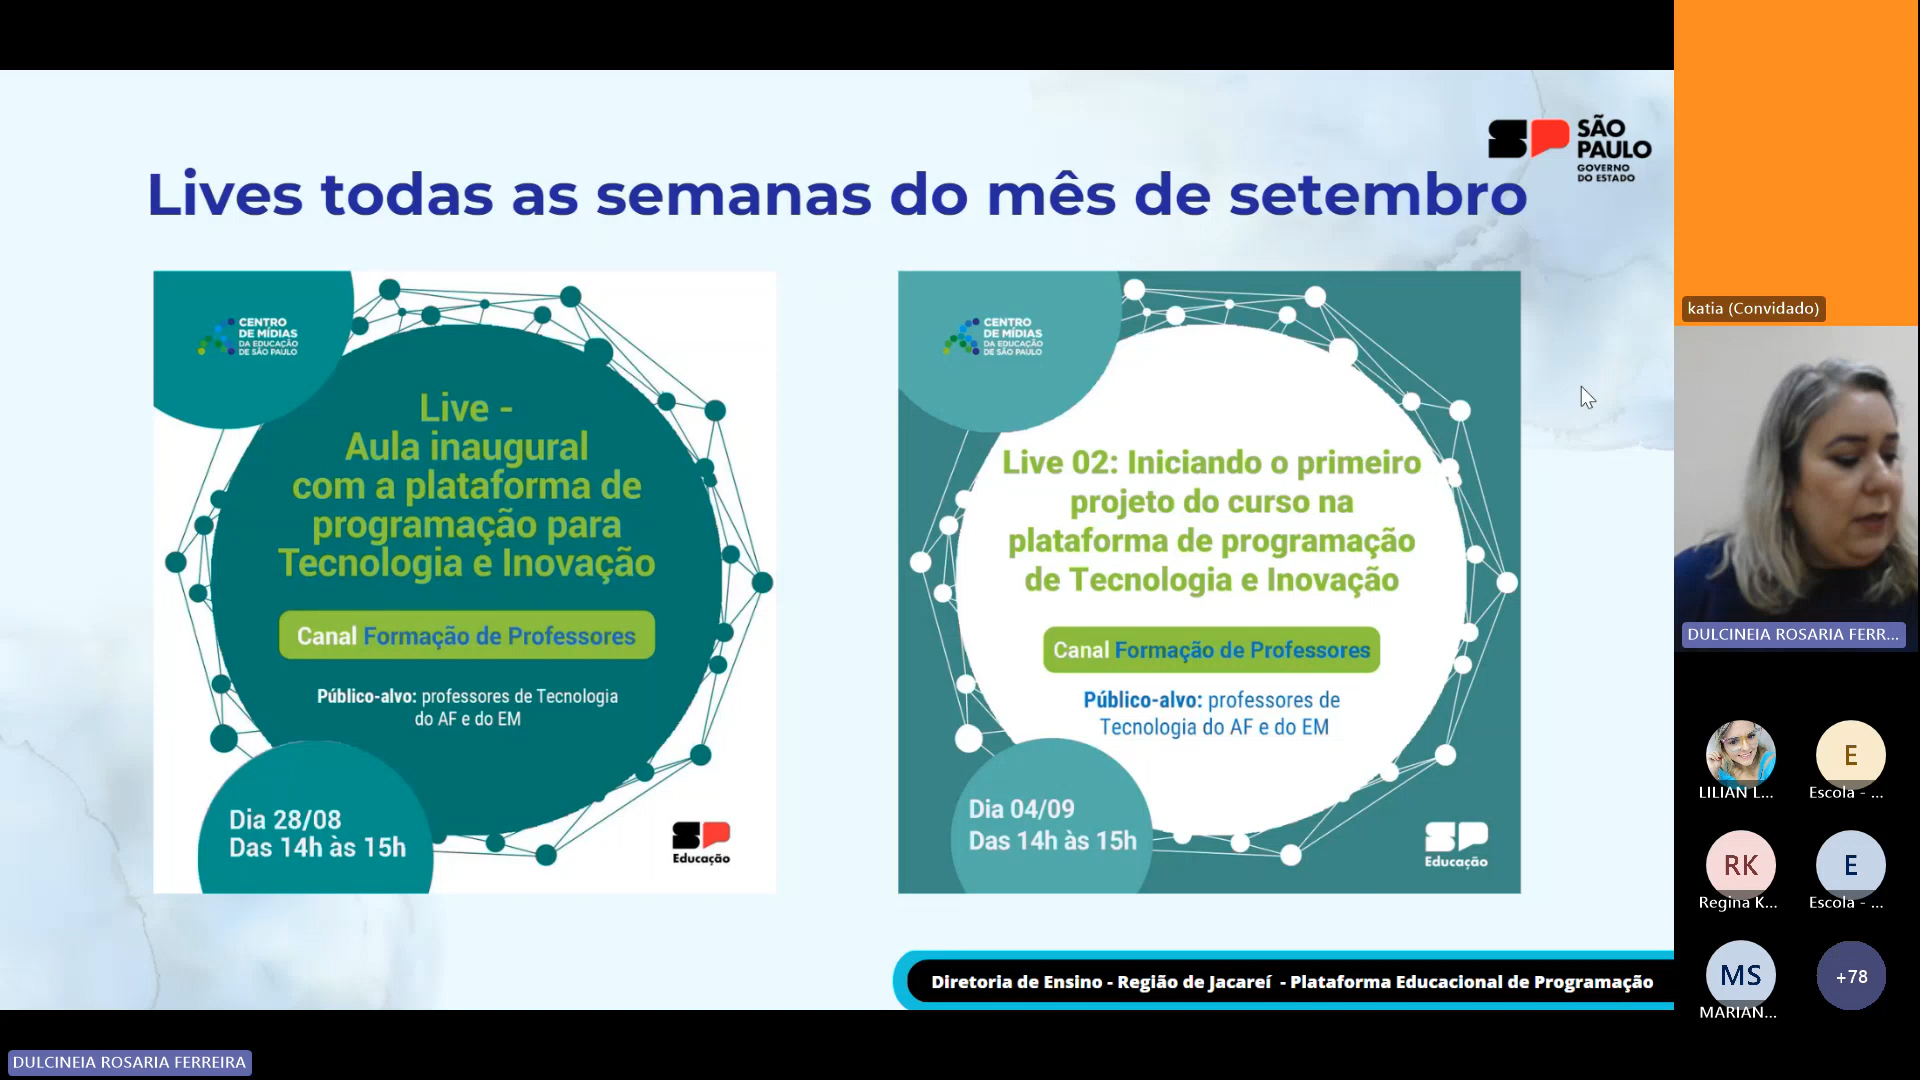 SÃO
PAULO
GOVERNO
DO ESTADO
Lives todas as semanas do mês de setembro
CENTRO
DE MÍDIAS
DA EDUCAÇÃO
DE SÃO PAULO
Live -
Aula inaugural
com a plataforma de
programação para
Tecnologia e Inovação
Canal Formação de Professores
Público-alvo: professores de Tecnologia
do AF e do EM
Dia 28/08
Das 14h às 15h
SP
Educação
CENTRO
DE MÍDIAS
DA EDUCAÇÃO
DE SÃO PAULO
Live 02: Iniciando o primeiro
projeto do curso na
plataforma de programação
de Tecnologia e Inovação
Canal Formação de Professores
Público-alvo: professores de
Tecnologia do AF e do EM
Dia 04/09
Das 14h às 15h
SP
Educação
Diretoria de Ensino - Região de Jacareí - Plataforma Educacional de Programação
katia (Convidado)
DULCINEIA ROSARIA FERR...
LILIAN L...
E
Escola - ...
RK
Regina K...
E
Escola - ...
MS
MARIAN...
+78
DULCINEIA ROSARIA FERREIRA